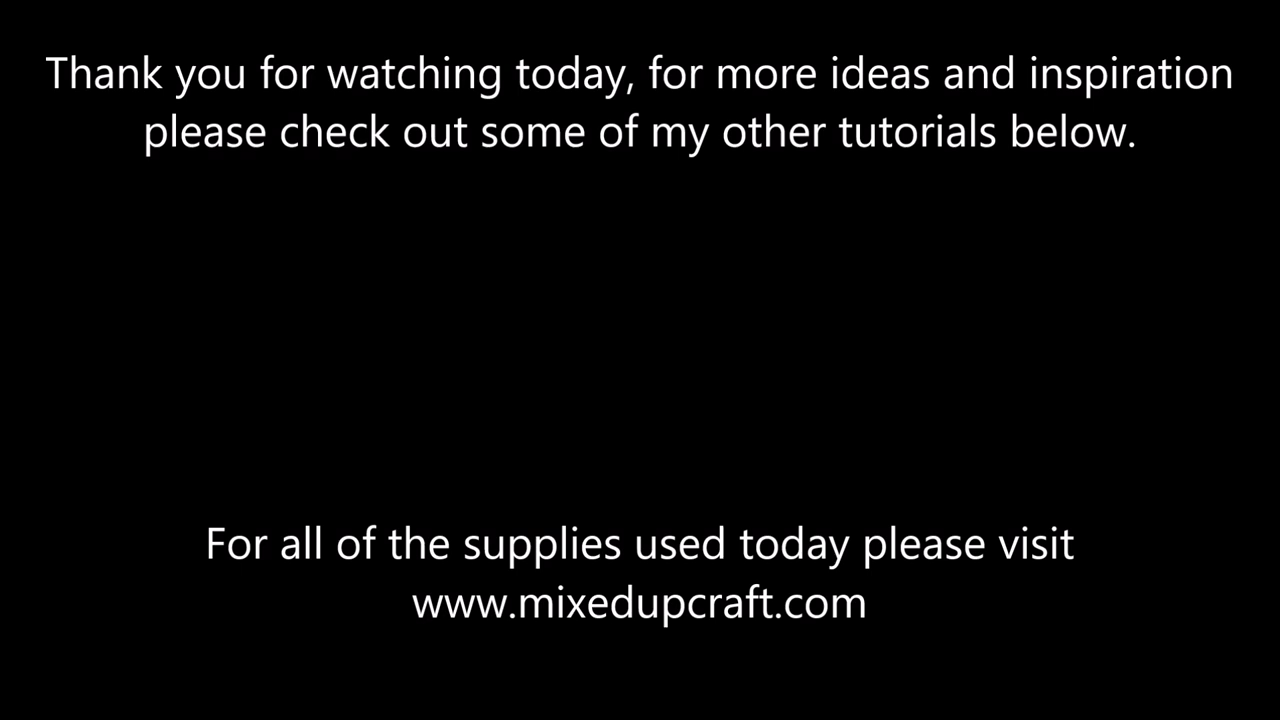 Thank you for watching today, for more ideas and inspiration
please check out some of my other tutorials below.
For all of the supplies used today please visit
www.mixedupcraft.com